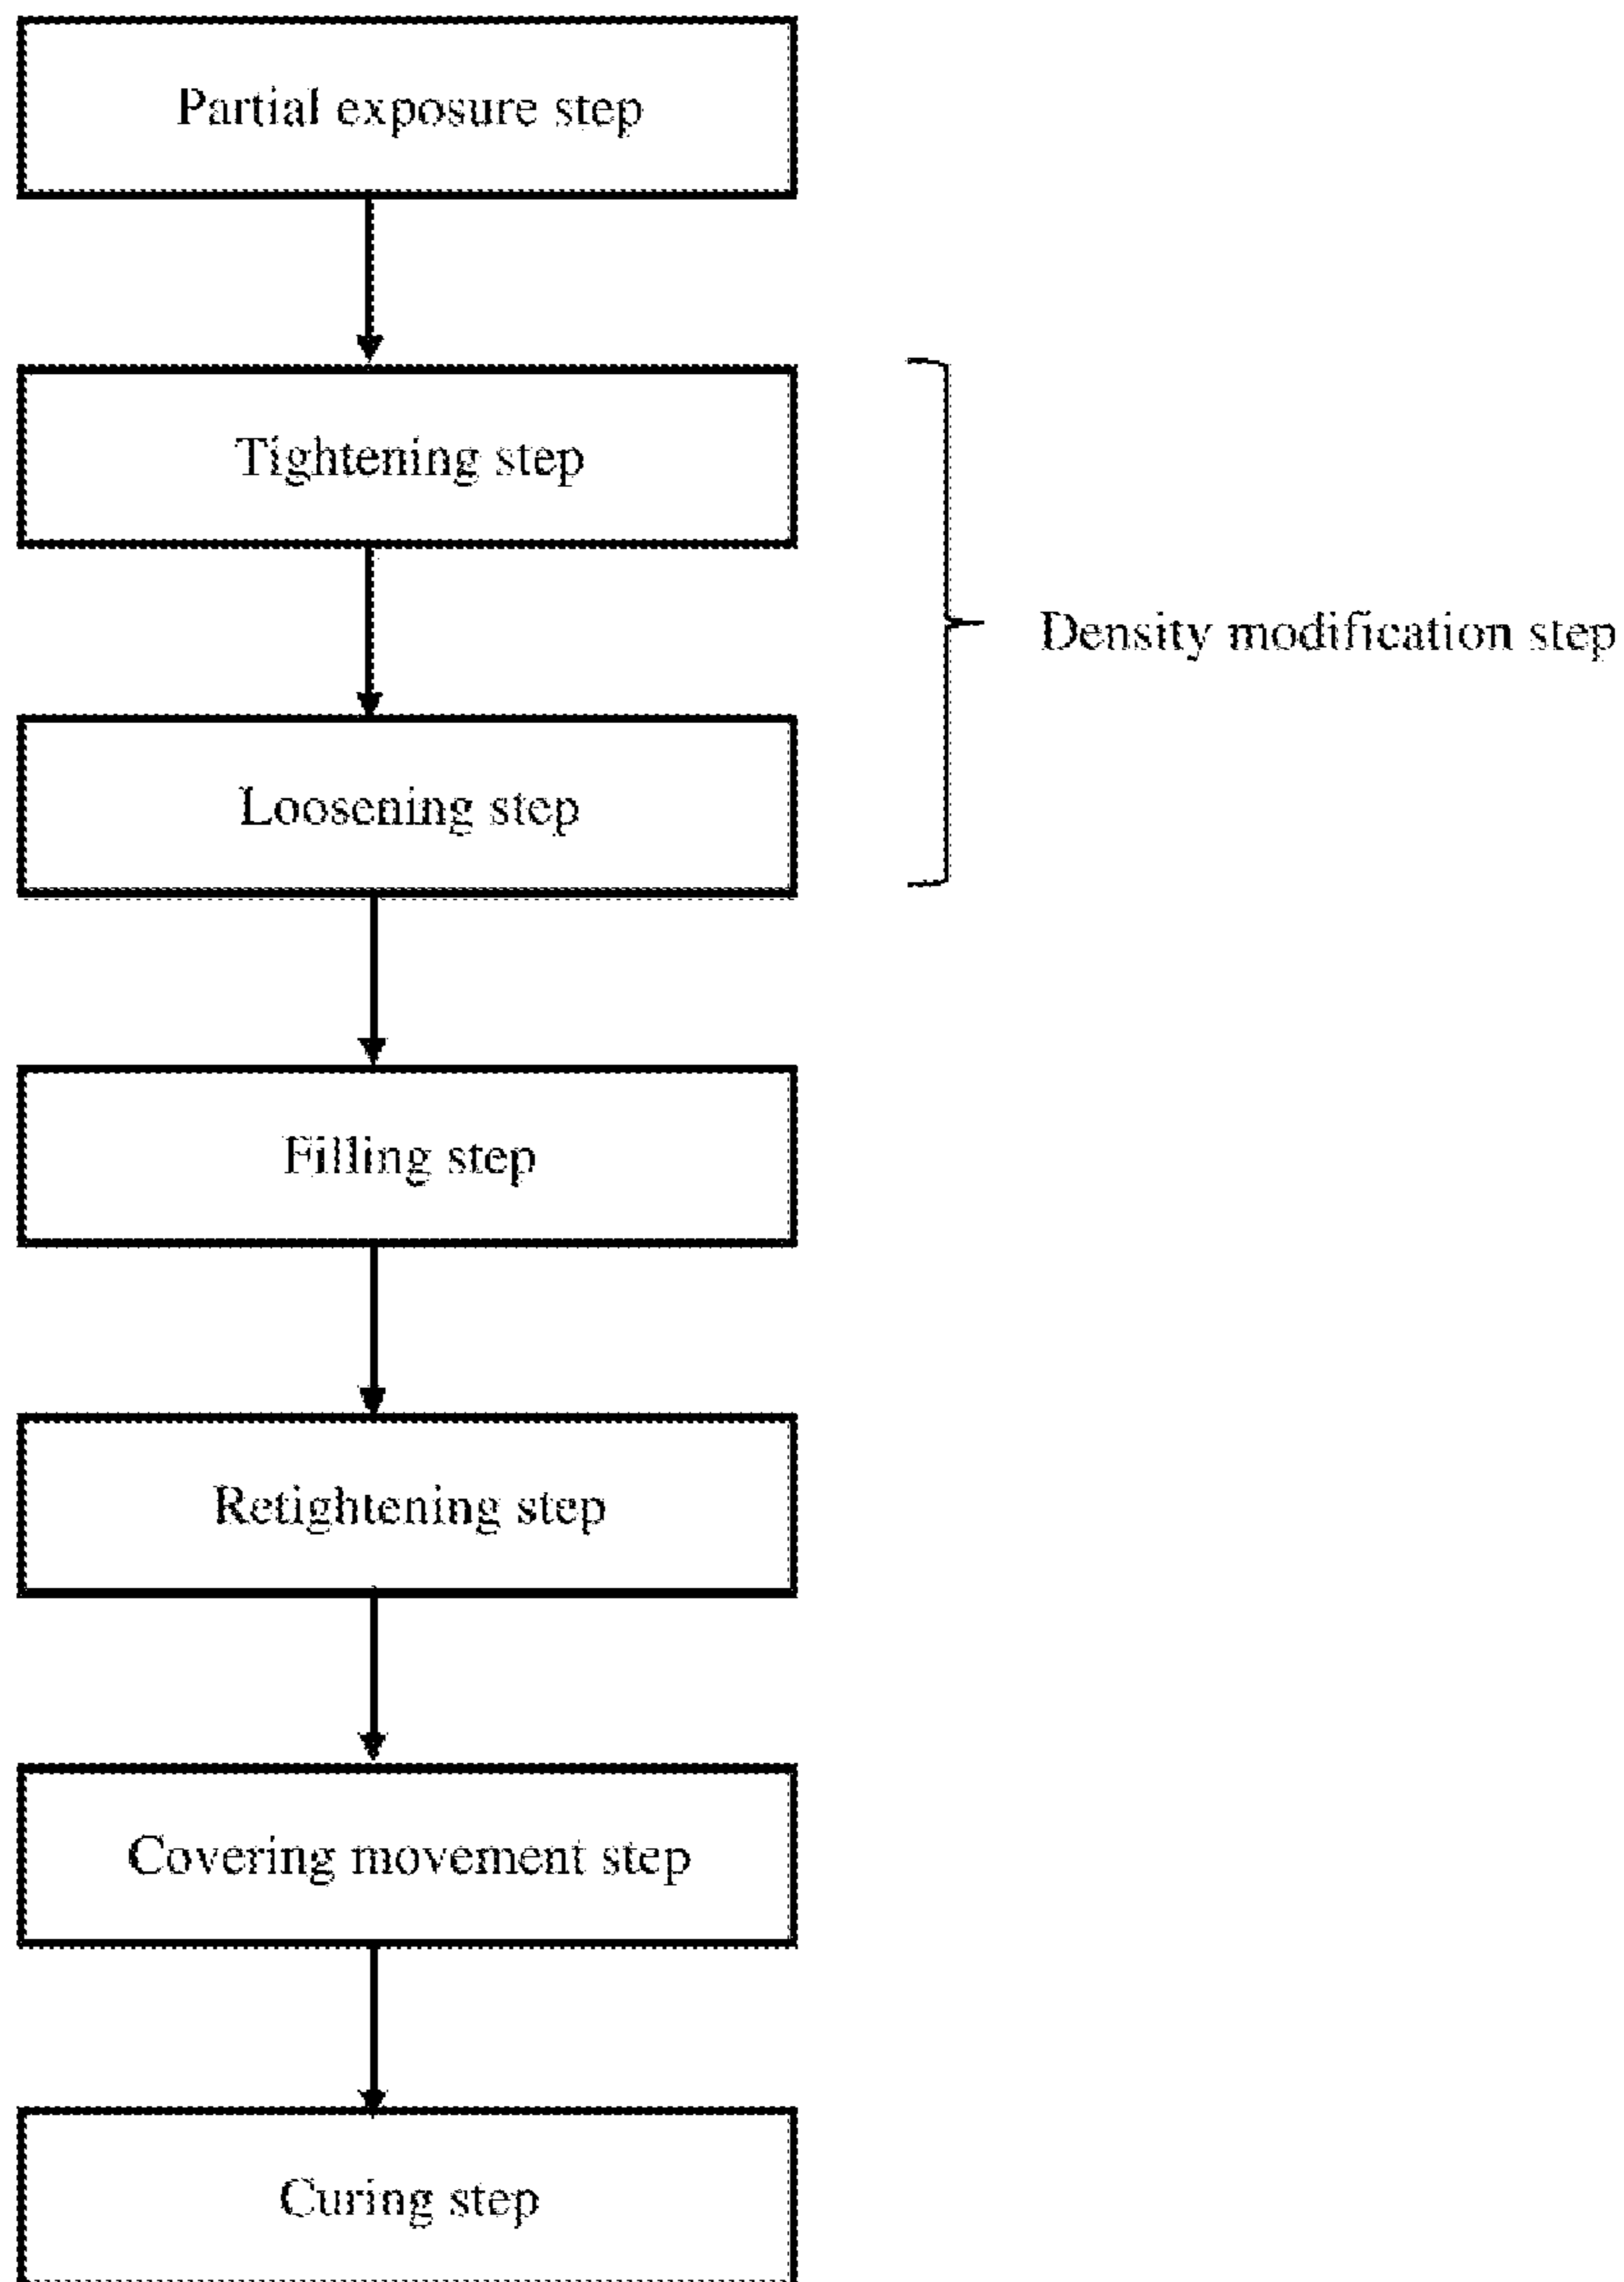 Partial exposure step
Tightening step
Density modification step
Loosening step
Filling step
Retightening step
Covering movement step
Curing step